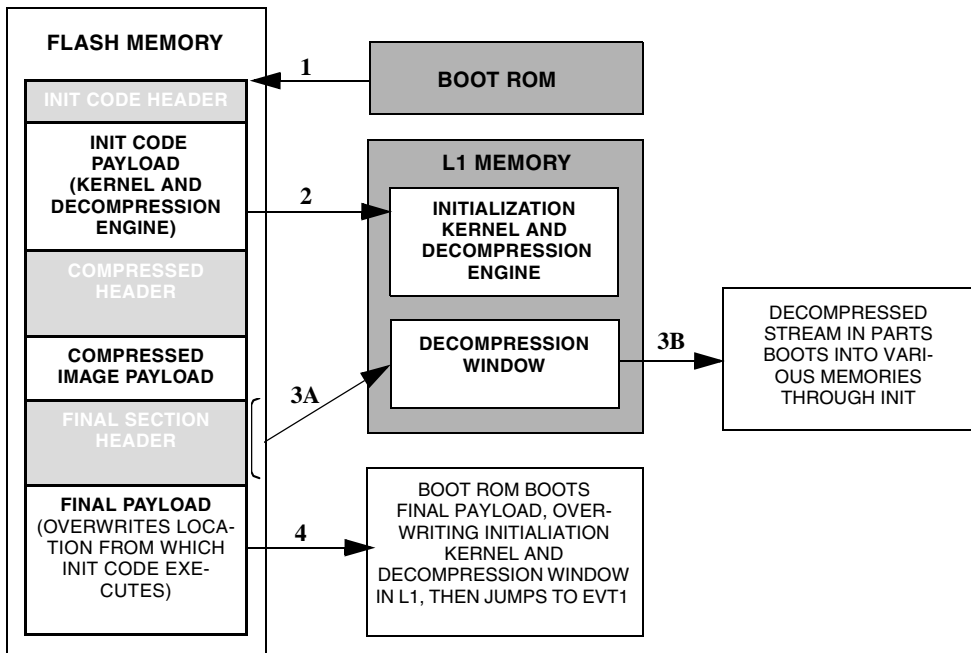 FLASH MEMORY
INIT CODE HEADER
INIT CODE
PAYLOAD
(KERNEL AND
DECOMPRESSION
ENGINE)
COMPRESSED
HEADER
COMPRESSED
IMAGE PAYLOAD
FINAL SECTION
HEADER
FINAL PAYLOAD
(OVERWRITES LOCA-
TION FROM WHICH
INIT CODE EXE-
CUTES)
1
BOOT ROM
2
L1 MEMORY
INITIALIZATION
KERNEL AND
DECOMPRESSION
ENGINE
3A
DECOMPRESSION
WINDOW
3B
DECOMPRESSED
STREAM IN PARTS
BOOTS INTO VARI-
OUS MEMORIES
THROUGH INIT
4
BOOT ROM BOOTS
FINAL PAYLOAD, OVER-
WRITING INITIALIATION
KERNEL AND
DECOMPRESSION WINDOW
IN L1, THEN JUMPS TO EVT1